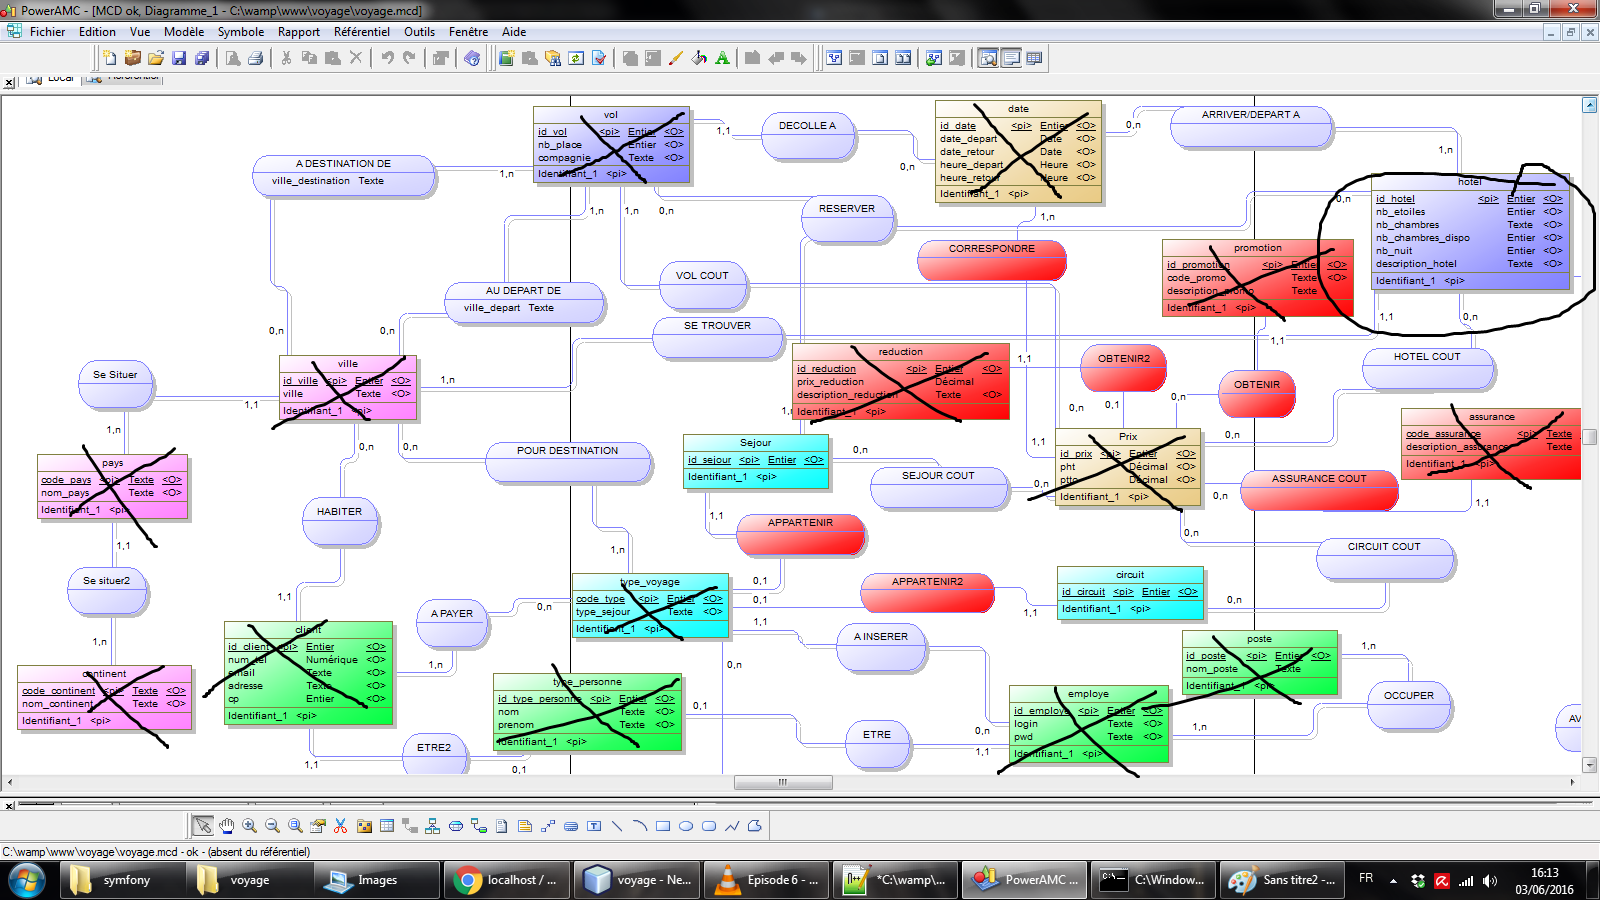 PowerAMC - [MCD ok, Diagramme_1 - C:\wamp\www\voyage\voyage.mcd]
Fichier Edition Vue Modèle Symbole Rapport Référentiel Outils Fenêtre Aide
Local Référentiel
vol
id_vol <pi> Entier <O>
nb_place Entier <O>
compagnie Texte <O>
Identifiant_1 <pi>
DECOLLE A
1,1
0,n
date
id_date <pi> Entier <O>
date_depart Date <O>
date_retour Date <O>
heure_depart Heure <O>
heure_retour Heure <O>
Identifiant_1 <pi>
0,n
ARRIVER/DEPART A
1,n
A DESTINATION DE
ville_destination Texte
1,n
hotel
id_hotel <pi> Entier <O>
nb_etoiles Entier <O>
nb_chambres Texte <O>
nb_chambres_dispo Entier <O>
nb_nuit Entier <O>
description_hotel Texte <O>
Identifiant_1 <pi>
0,n
RESERVER
1,n
1,n
0,n
1,n
CORRESPONDRE
promotion
id_promotion <pi> Entier <O>
code_promo Texte <O>
description_promo Texte
Identifiant_1 <pi>
VOL COUT
AU DEPART DE
ville_depart Texte
SE TROUVER
0,n
0,n
1,1
0,n
1,1
HOTEL COUT
ville
id_ville <pi> Entier <O>
ville Texte <O>
Identifiant_1 <pi>
1,n
reduction
id_reduction <pi> Entier <O>
prix_reduction Décimal
description_reduction Texte <O>
Identifiant_1 <pi>
1,1
OBTENIR2
OBTENIR
Se Situer
1,1
1,n
0,n
0,1
0,n
assurance
code_assurance <pi> Texte
description_assurance Texte
Identifiant_1 <pi>
pays
code_pays <pi> Texte <O>
nom_pays Texte <O>
Identifiant_1 <pi>
0,n
0,n
POUR DESTINATION
Sejour
id_sejour <pi> Entier <O>
Identifiant_1 <pi>
0,n
SEJOUR COUT
0,n
1,1
Prix
id_prix <pi> Entier <O>
pht Décimal <O>
pttc Décimal <O>
Identifiant_1 <pi>
0,n
0,n
ASSURANCE COUT
1,1
HABITER
1,1
APPARTENIR
0,n
CIRCUIT COUT
1,1
Se situer2
1,n
1,n
1,1
A PAYER
0,n
type_voyage
code_type <pi> Entier <O>
type_sejour Texte <O>
Identifiant_1 <pi>
0,1
0,1
1,1
0,n
APPARTENIR2
1,1
circuit
id_circuit <pi> Entier <O>
Identifiant_1 <pi>
0,n
client
id_client <pi> Entier <O>
num_tel Numérique <O>
email Texte <O>
adresse Texte <O>
cp Entier <O>
Identifiant_1 <pi>
1,n
A INSERER
poste
id_poste <pi> Entier <O>
nom_poste Texte
Identifiant_1 <pi>
1,n
OCCUPER
continent
code_continent <pi> Texte <O>
nom_continent Texte <O>
Identifiant_1 <pi>
type_personne
id_type_personne <pi> Entier <O>
nom Texte <O>
prenom Texte <O>
Identifiant_1 <pi>
0,1
ETRE
0,n
1,1
employe
id_employe <pi> Entier <O>
login Texte <O>
pwd Texte <O>
Identifiant_1 <pi>
1,n
AV
1,1
ETRE2
0,1
C:\wamp\www\voyage\voyage.mcd - ok - (absent du référentiel)
symfony voyage Images localhost / ... voyage - Ne... Episode 6 - ... *C:\wamp\... PowerAMC ... C:\Window... Sans titre2 -... FR 16:13
03/06/2016